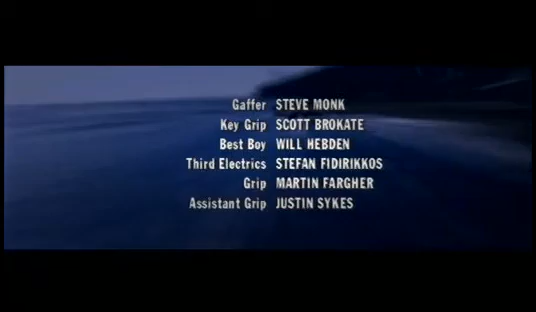 Gaffer STEVE MONK
Key Grip SCOTT BROKATE
Best Boy WILL HEBDEN
Third Electrics STEFAN FIDIRIKKOS
Grip MARTIN FARGHER
Assistant Grip JUSTIN SYKES